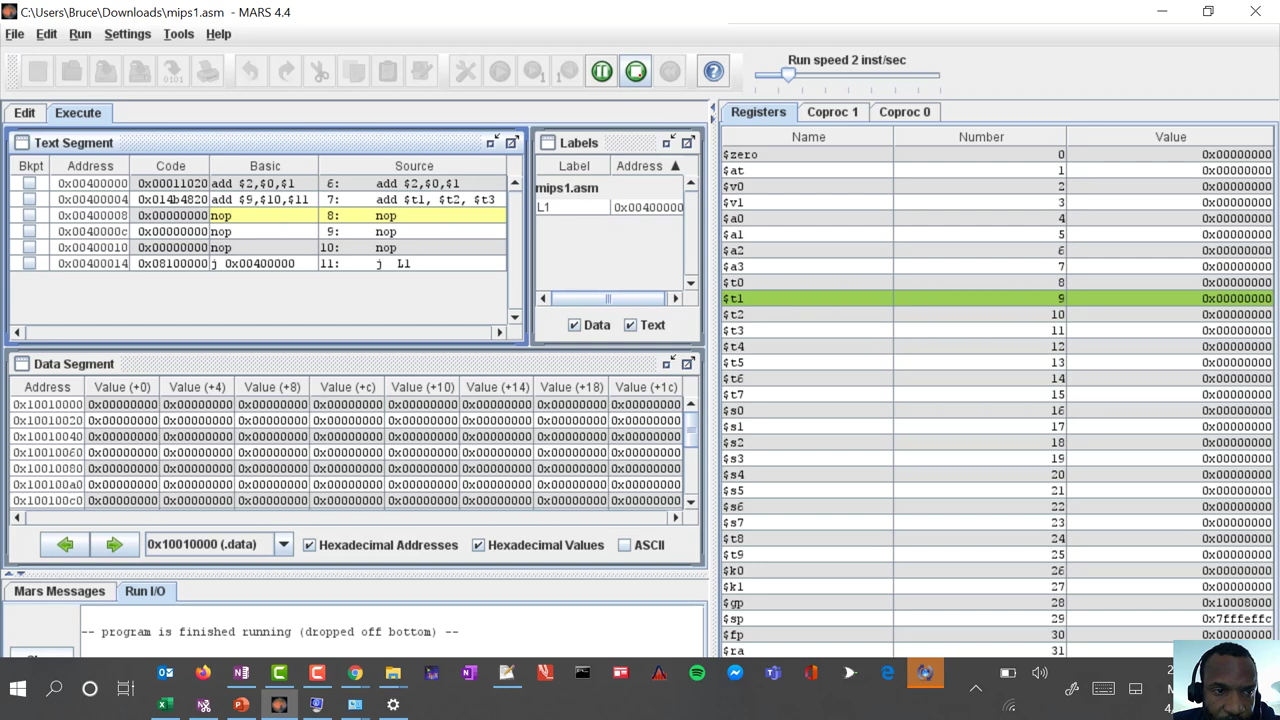 C:\Users\Bruce\Downloads\mips1.asm - MARS 4.4
File Edit Run Settings Tools Help
Run speed 2 inst/sec
Edit Execute
Registers Coproc 1 Coproc 0
Text Segment
Bkpt Address Code Basic Source
0x00400000 0x00011020 add $2,$0,$1 6: add $2,$0,$1
0x00400004 0x014b4820 add $9,$10,$11 7: add $t1, $t2, $t3
0x00400008 0x00000000 nop 8: nop
0x0040000c 0x00000000 nop 9: nop
0x00400010 0x00000000 nop 10: nop
0x00400014 0x08100000 j 0x00400000 11: j L1
Labels
Label Address ▲
mips1.asm
L1 0x00400000
Data Text
Data Segment
Address Value (+0) Value (+4) Value (+8) Value (+c) Value (+10) Value (+14) Value (+18) Value (+1c)
0x10010000 0x00000000 0x00000000 0x00000000 0x00000000 0x00000000 0x00000000 0x00000000 0x00000000
0x10010020 0x00000000 0x00000000 0x00000000 0x00000000 0x00000000 0x00000000 0x00000000 0x00000000
0x10010040 0x00000000 0x00000000 0x00000000 0x00000000 0x00000000 0x00000000 0x00000000 0x00000000
0x10010060 0x00000000 0x00000000 0x00000000 0x00000000 0x00000000 0x00000000 0x00000000 0x00000000
0x10010080 0x00000000 0x00000000 0x00000000 0x00000000 0x00000000 0x00000000 0x00000000 0x00000000
0x100100a0 0x00000000 0x00000000 0x00000000 0x00000000 0x00000000 0x00000000 0x00000000 0x00000000
0x100100c0 0x00000000 0x00000000 0x00000000 0x00000000 0x00000000 0x00000000 0x00000000 0x00000000
0x10010000 (.data) Hexadecimal Addresses Hexadecimal Values ASCII
Mars Messages Run I/O
-- program is finished running (dropped off bottom) --
Name Number Value
$zero 0 0x00000000
$at 1 0x00000000
$v0 2 0x00000000
$v1 3 0x00000000
$a0 4 0x00000000
$a1 5 0x00000000
$a2 6 0x00000000
$a3 7 0x00000000
$t0 8 0x00000000
$t1 9 0x00000000
$t2 10 0x00000000
$t3 11 0x00000000
$t4 12 0x00000000
$t5 13 0x00000000
$t6 14 0x00000000
$t7 15 0x00000000
$s0 16 0x00000000
$s1 17 0x00000000
$s2 18 0x00000000
$s3 19 0x00000000
$s4 20 0x00000000
$s5 21 0x00000000
$s6 22 0x00000000
$s7 23 0x00000000
$t8 24 0x00000000
$t9 25 0x00000000
$k0 26 0x00000000
$k1 27 0x00000000
$gp 28 0x10008000
$sp 29 0x7fffeffc
$fp 30 0x00000000
$ra 31